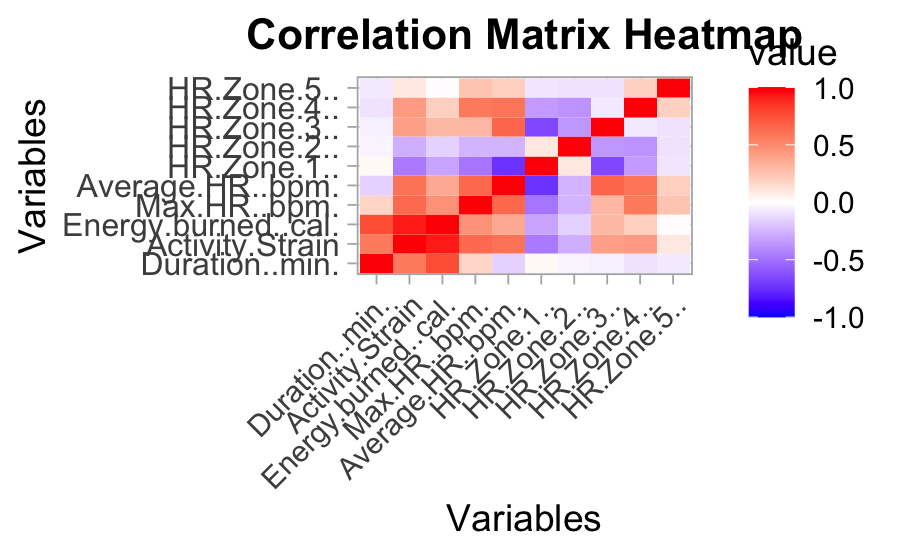 Correlation Matrix Heatmap
value
HR.Zone.5..
HR.Zone.4..
HR.Zone.3..
HR.Zone.2..
HR.Zone.1..
Average.HR..bpm.
Max.HR..bpm.
Energy.burned..cal.
Activity.Strain
Duration..min.
Variables
1.0
0.5
0.0
-0.5
-1.0
Duration..min.
Activity.Strain
Energy.burned..cal.
Max.HR..bpm.
Average.HR..bpm.
HR.Zone.1..
HR.Zone.2..
HR.Zone.3..
HR.Zone.4..
HR.Zone.5..
Variables